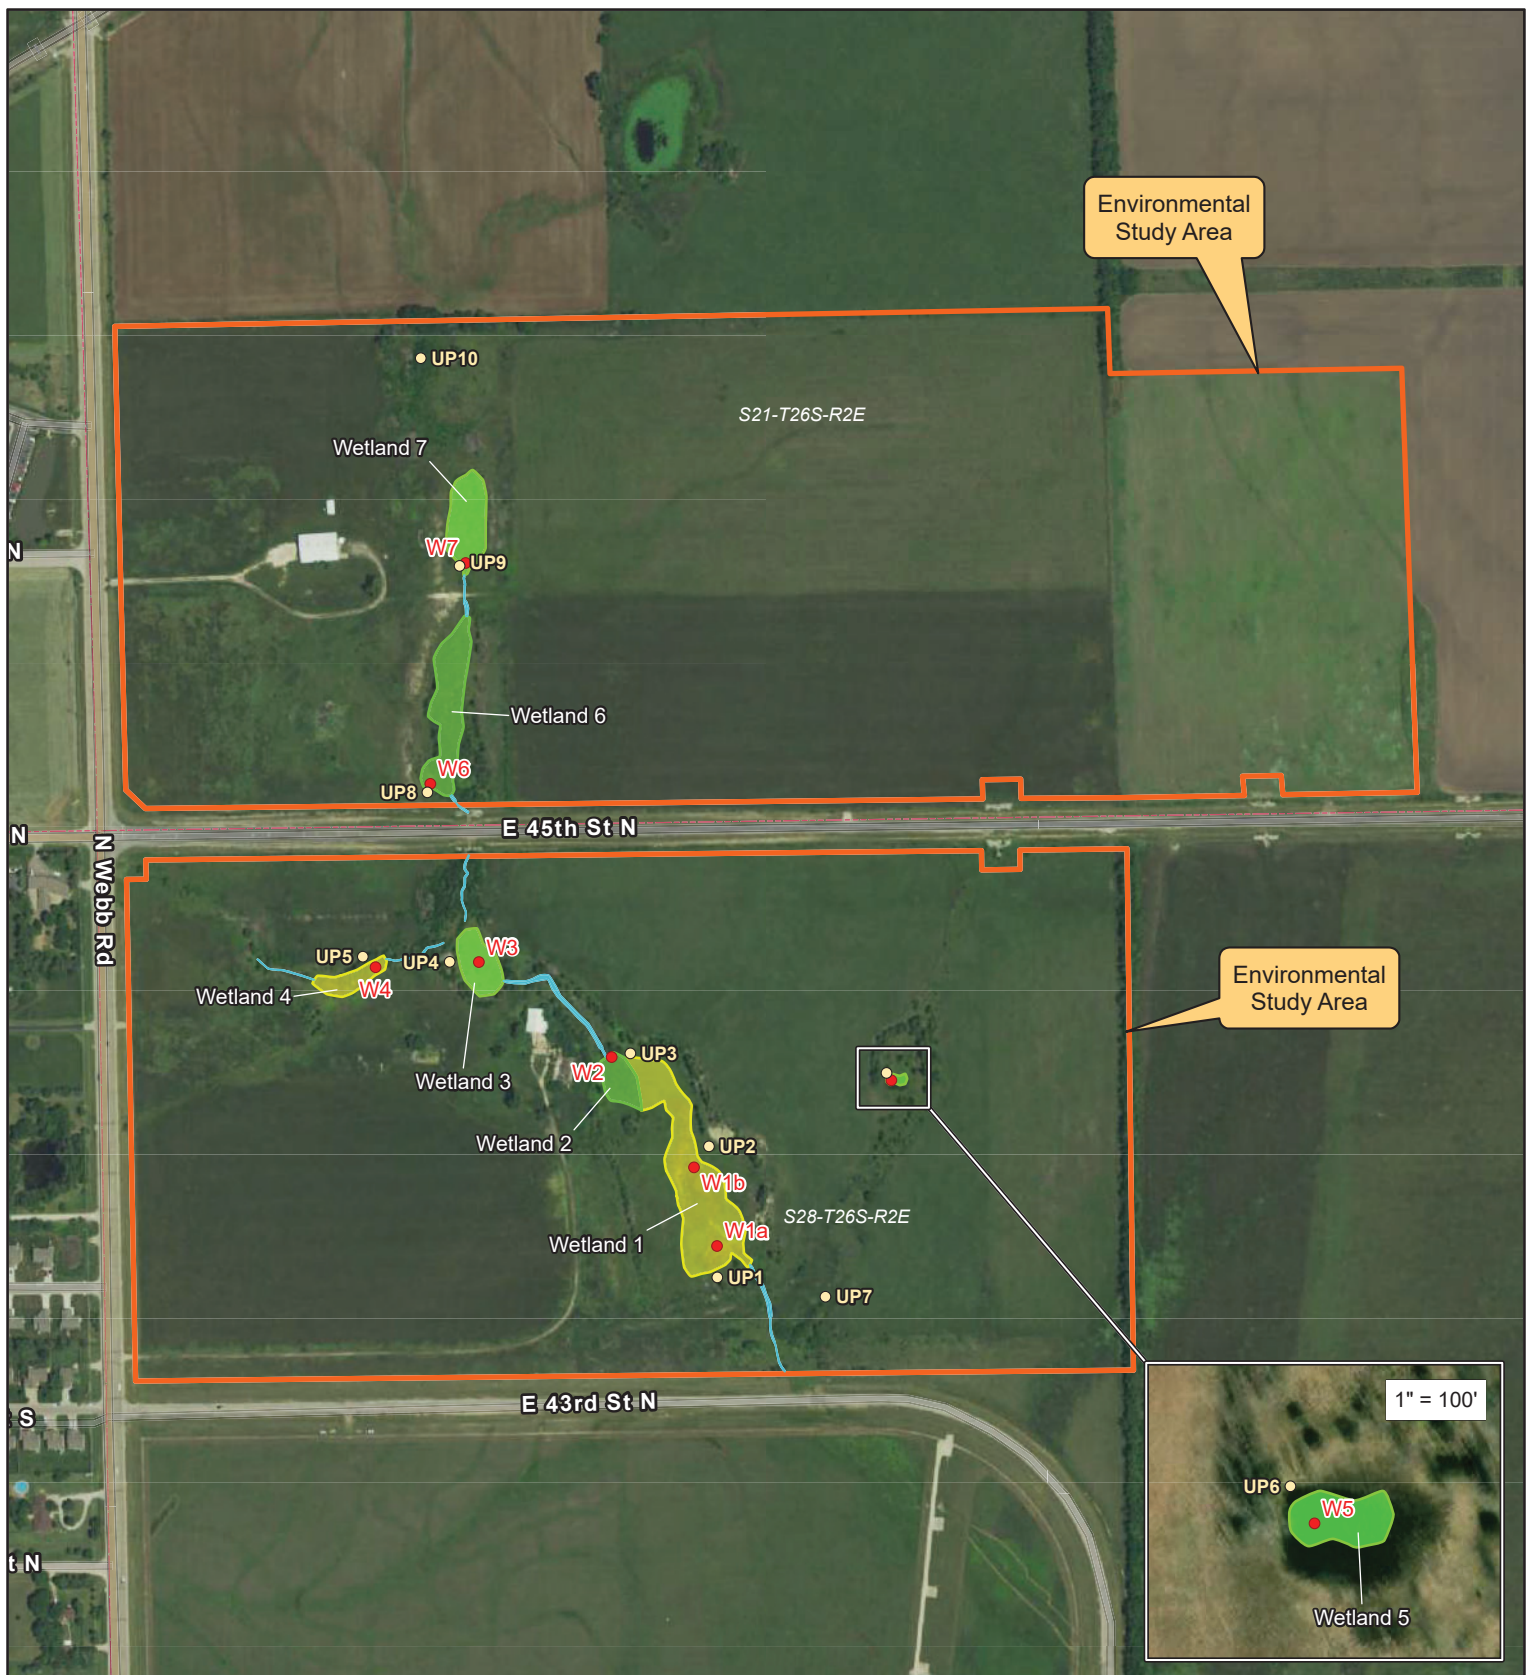 Environmental
Study Area
UP10
S21-T26S-R2E
Wetland 7
N
W7
UP9
Wetland 6
W6
UP8
E 45th St N
N
N Webb Rd
UP5
UP4
W3
W4
Wetland 4
Environmental
Study Area
Wetland 3
W2
UP3
Wetland 2
UP2
W1b
S28-T26S-R2E
W1a
Wetland 1
UP1
UP7
E 43rd St N
S
1" = 100'
UP6
W5
t N
Wetland 5